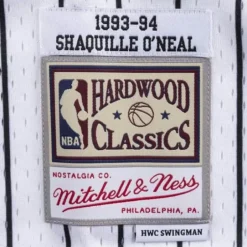 1993-94
SHAQUILLE O'NEAL
HARDWOOD
NBA
CLASSICS
NOSTALGIA CO.
Mitchell & Ness
PHILADELPHIA, PA.
HWC SWINGMAN